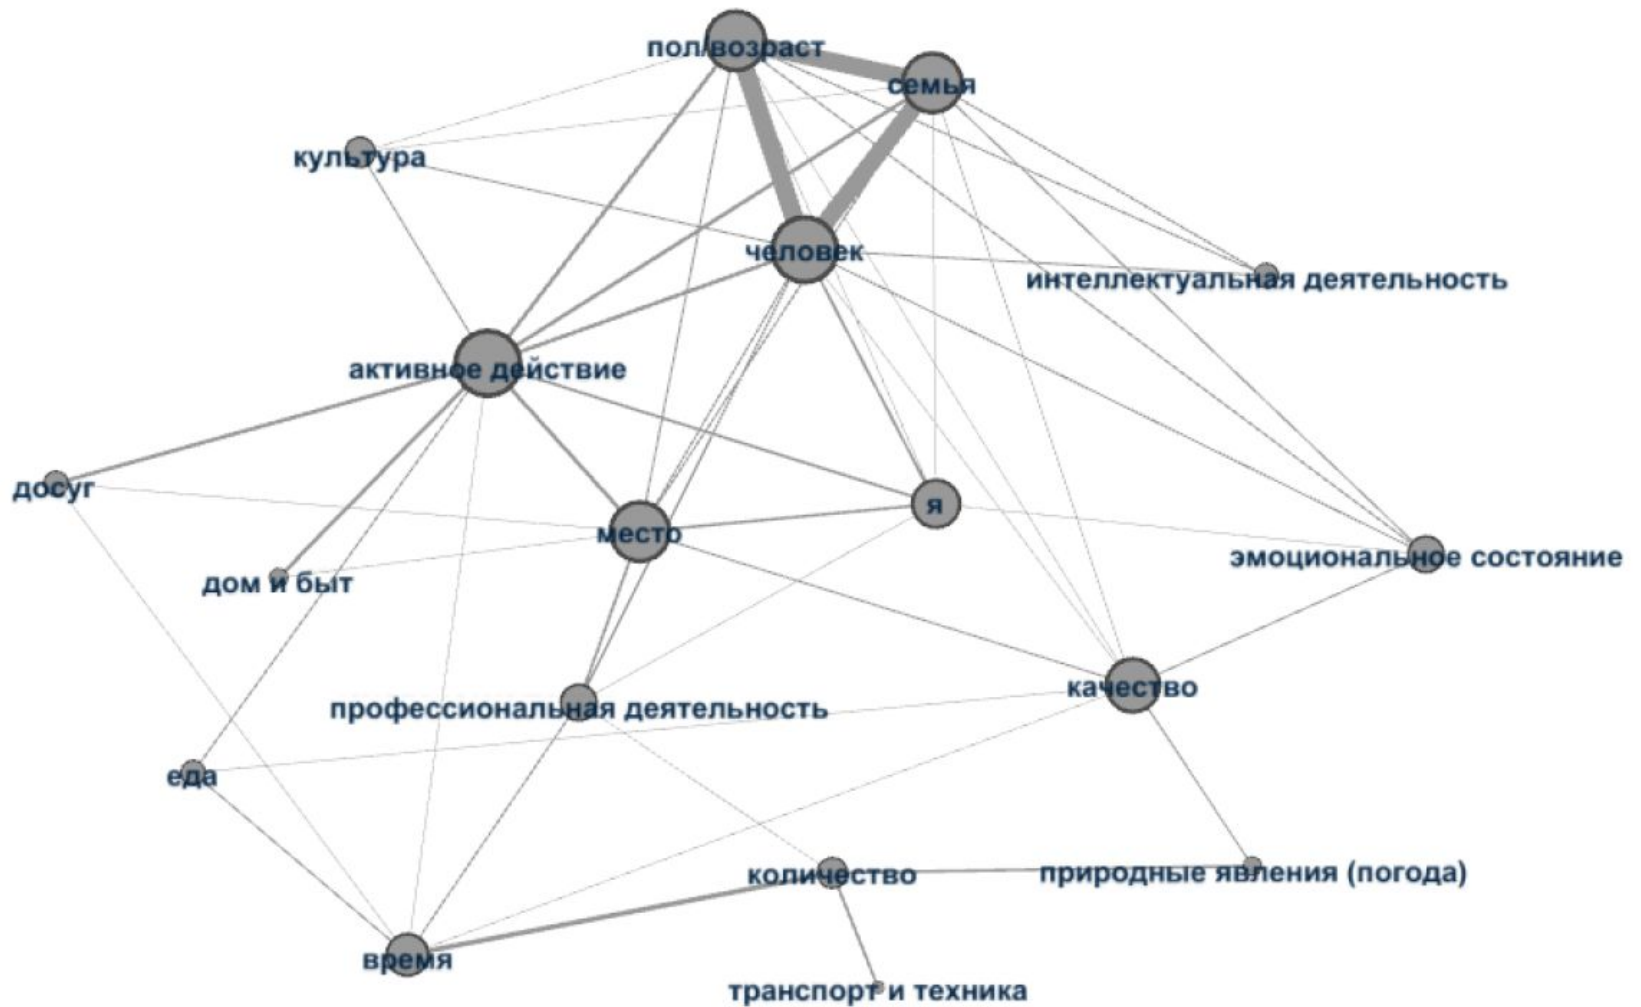 пол/возраст
семья
культура
человек
интеллектуальная деятельность
активное действие
досуг
место
я
эмоциональное состояние
дом и быт
качество
профессиональная деятельность
еда
количество
природные явления (погода)
время
транспорт и техника